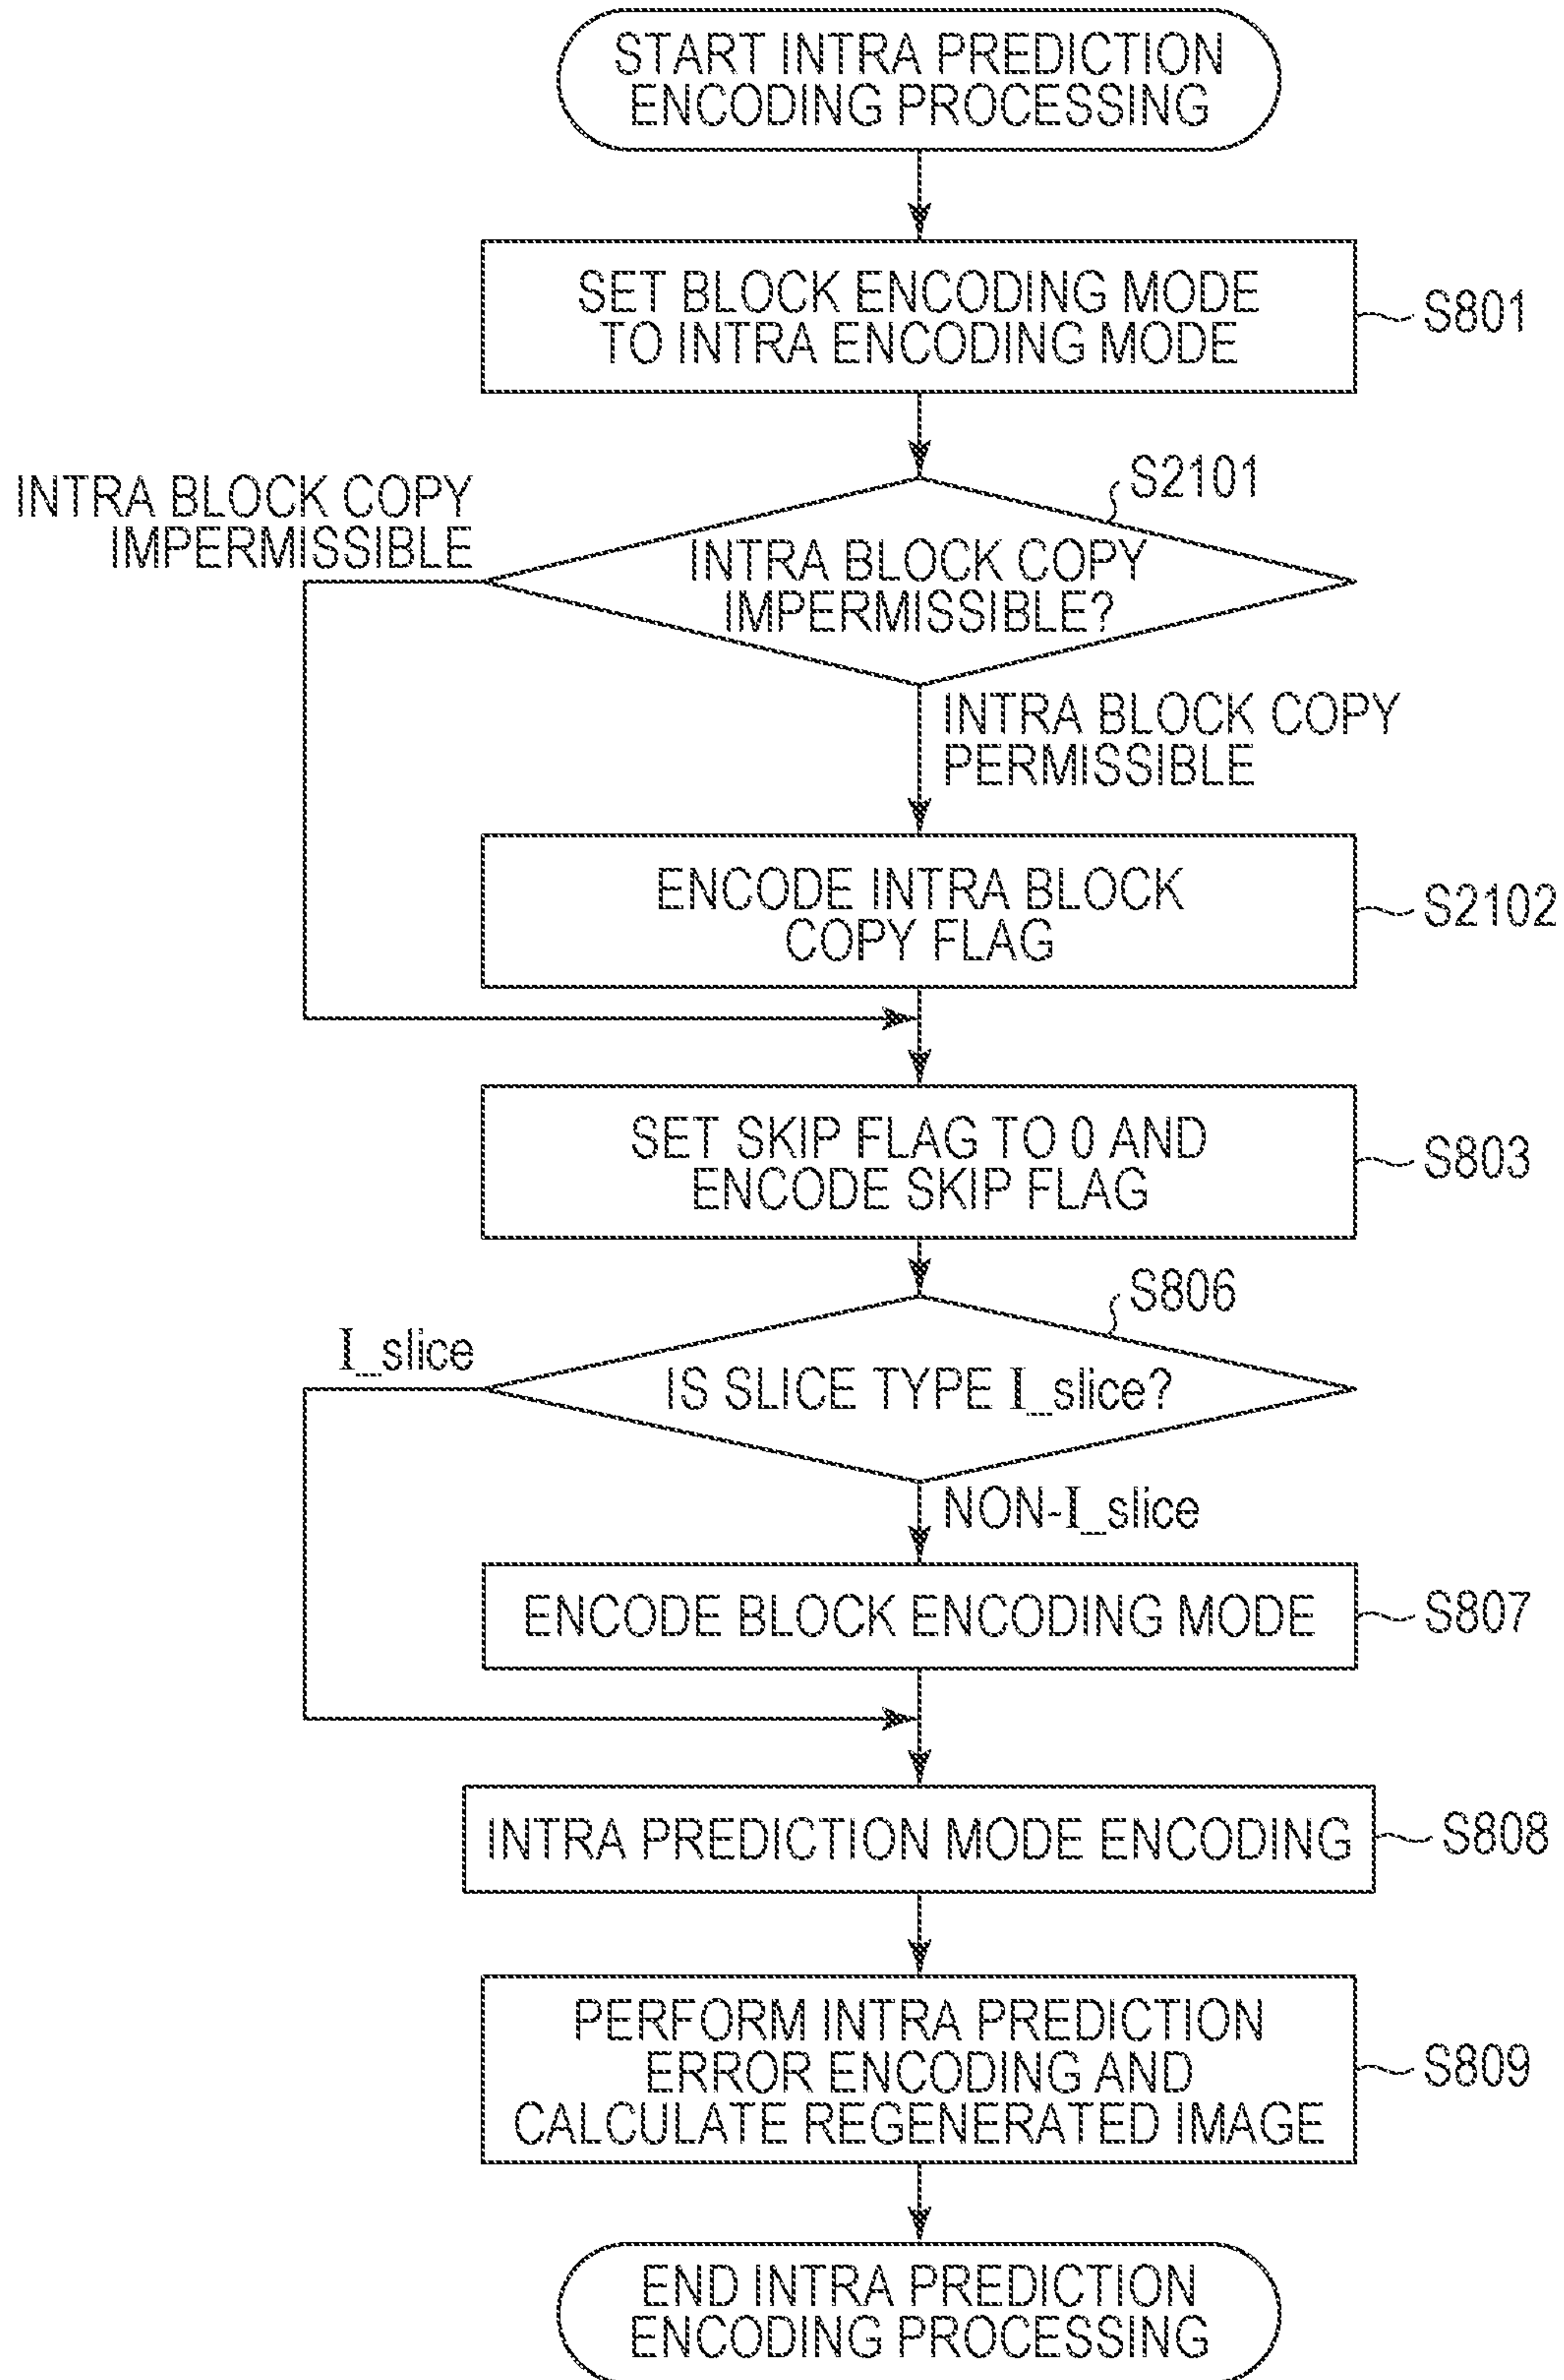 START INTRA PREDICTION
ENCODING PROCESSING
SET BLOCK ENCODING MODE
TO INTRA ENCODING MODE
S801
S2101
INTRA BLOCK COPY
IMPERMISSIBLE
INTRA BLOCK COPY
IMPERMISSIBLE?
INTRA BLOCK COPY
PERMISSIBLE
ENCODE INTRA BLOCK
COPY FLAG
S2102
SET SKIP FLAG TO 0 AND
ENCODE SKIP FLAG
S803
S806
I_slice
IS SLICE TYPE I_slice?
NON-I_slice
ENCODE BLOCK ENCODING MODE
S807
INTRA PREDICTION MODE ENCODING
S808
PERFORM INTRA PREDICTION
ERROR ENCODING AND
CALCULATE REGENERATED IMAGE
S809
END INTRA PREDICTION
ENCODING PROCESSING